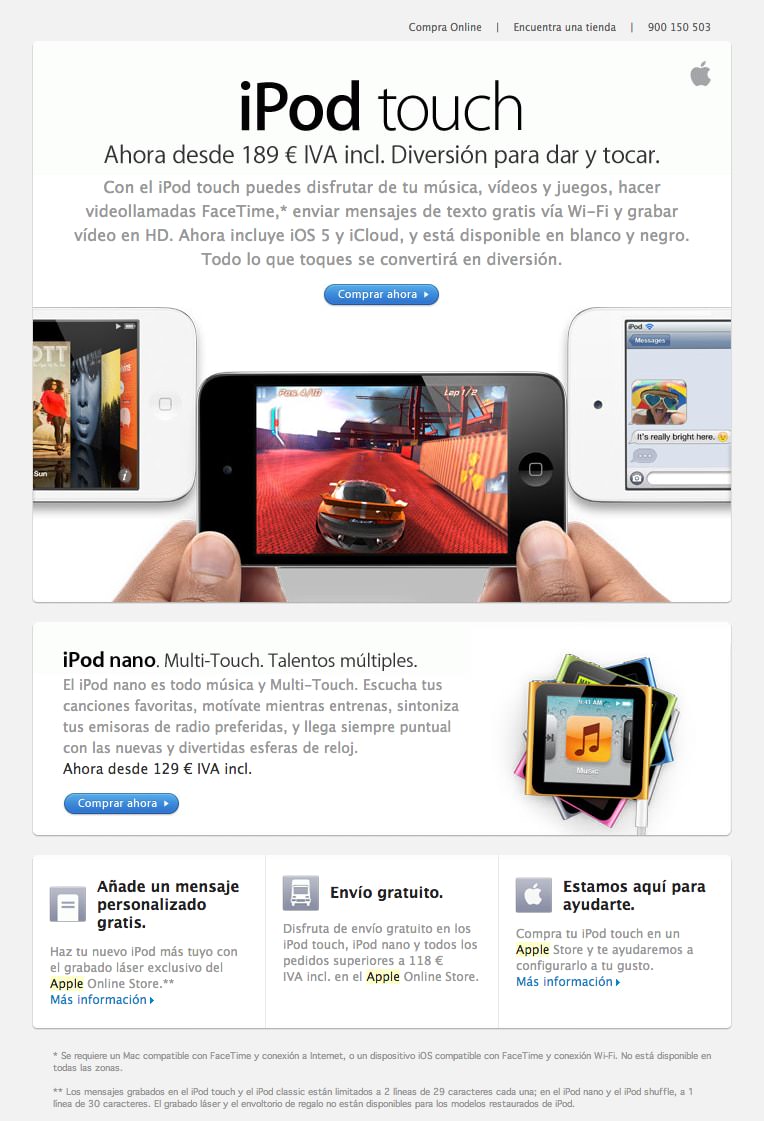 Compra Online | Encuentra una tienda | 900 150 503
iPod touch
Ahora desde 189 € IVA incl. Diversión para dar y tocar.
Con el iPod touch puedes disfrutar de tu música, vídeos y juegos, hacer
videollamadas FaceTime,* enviar mensajes de texto gratis vía Wi-Fi y grabar
vídeo en HD. Ahora incluye iOS 5 y iCloud, y está disponible en blanco y negro.
Todo lo que toques se convertirá en diversión.
Comprar ahora
OTT
Sun
Pos. 4/10
Lap 1/2
iPod
Messages
It's really bright here.
iPod nano. Multi-Touch. Talentos múltiples.
El iPod nano es todo música y Multi-Touch. Escucha tus
canciones favoritas, motívate mientras entrenas, sintoniza
tus emisoras de radio preferidas, y llega siempre puntual
con las nuevas y divertidas esferas de reloj.
Ahora desde 129 € IVA incl.
Comprar ahora
9:41 AM
Music
Añade un mensaje
personalizado
gratis.
Haz tu nuevo iPod más tuyo con
el grabado láser exclusivo del
Apple Online Store.**
Más información
Envío gratuito.
Disfruta de envío gratuito en los
iPod touch, iPod nano y todos los
pedidos superiores a 118 €
IVA incl. en el Apple Online Store.
Estamos aquí para
ayudarte.
Compra tu iPod touch en un
Apple Store y te ayudaremos a
configurarlo a tu gusto.
Más información
* Se requiere un Mac compatible con FaceTime y conexión a Internet, o un dispositivo iOS compatible con FaceTime y conexión Wi-Fi. No está disponible en
todas las zonas.
** Los mensajes grabados en el iPod touch y el iPod classic están limitados a 2 líneas de 29 caracteres cada una; en el iPod nano y el iPod shuffle, a 1
línea de 30 caracteres. El grabado láser y el envoltorio de regalo no están disponibles para los modelos restaurados de iPod.